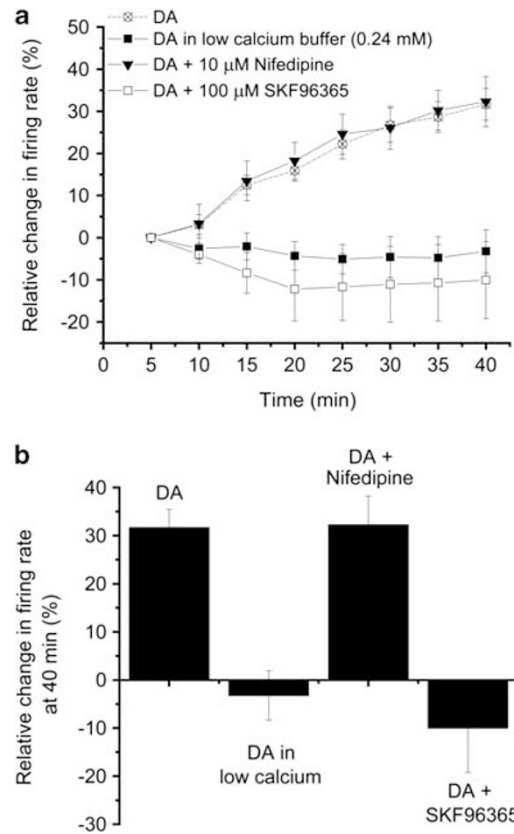 a
DA
DA in low calcium buffer (0.24 mM)
DA + 10 μM Nifedipine
DA + 100 μM SKF96365
Relative change in firing rate (%)
50
40
30
20
10
0
-10
-20
5 10 15 20 25 30 35 40
Time (min)
b
Relative change in firing rate
at 40 min (%)
40
30
20
10
0
-10
-20
-30
DA
DA in
low calcium
DA +
Nifedipine
DA +
SKF96365